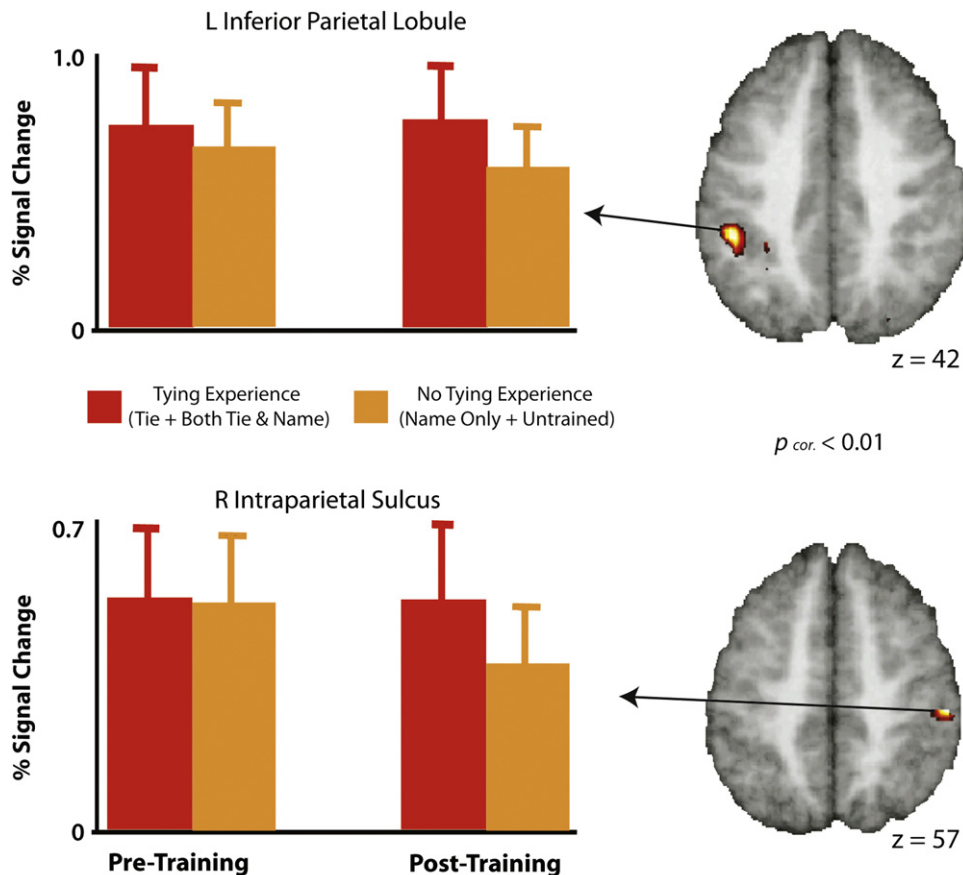 L Inferior Parietal Lobule
1.0
% Signal Change
0
z = 42
Tying Experience
(Tie + Both Tie & Name)
No Tying Experience
(Name Only + Untrained)
p cor. < 0.01
R Intraparietal Sulcus
0.7
% Signal Change
0
z = 57
Pre-Training
Post-Training